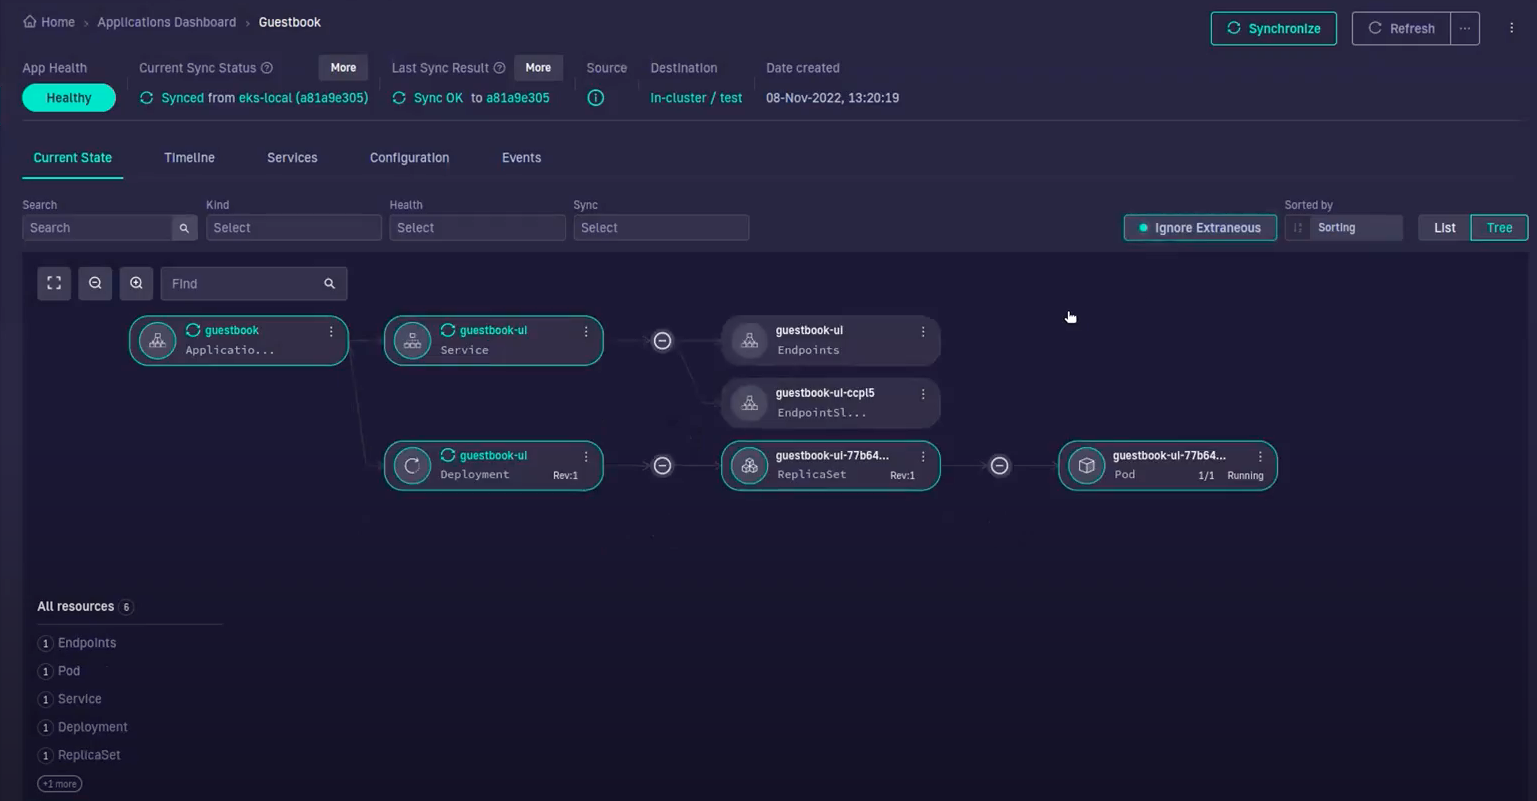 Home > Applications Dashboard > Guestbook
Synchronize
Refresh
App Health
Current Sync Status
More
Last Sync Result
More
Source
Destination
Date created
Healthy
Synced from eks-local (a81a9e305)
Sync OK to a81a9e305
In-cluster / test
08-Nov-2022, 13:20:19
Current State
Timeline
Services
Configuration
Events
Search
Kind
Health
Sync
Sorted by
Search
Select
Select
Select
Ignore Extraneous
Sorting
List
Tree
Find
guestbook
Applicatio...
guestbook-ui
Service
guestbook-ui
Endpoints
guestbook-ui-ccpl5
EndpointSl...
guestbook-ui
Deployment Rev:1
guestbook-ui-77b64...
ReplicaSet Rev:1
guestbook-ui-77b64...
Pod 1/1 Running
All resources 6
1 Endpoints
1 Pod
1 Service
1 Deployment
1 ReplicaSet
+1 more